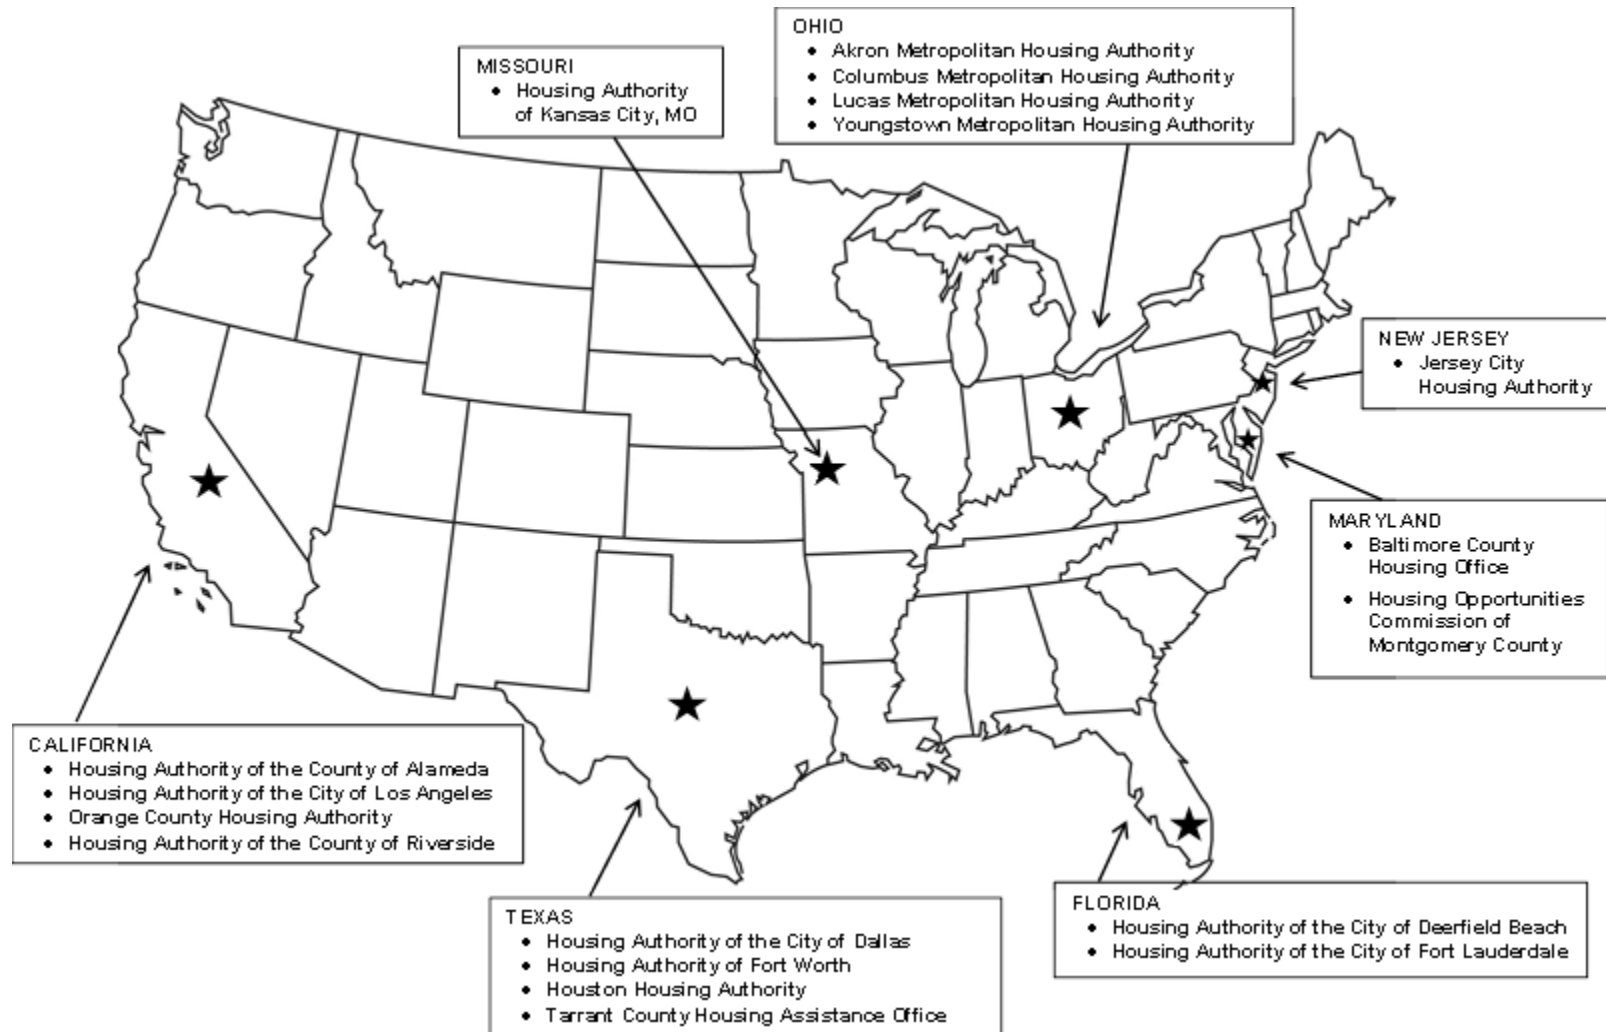 OHIO
• Akron Metropolitan Housing Authority
• Columbus Metropolitan Housing Authority
• Lucas Metropolitan Housing Authority
• Youngstown Metropolitan Housing Authority
MISSOURI
• Housing Authority
of Kansas City, MO
NEW JERSEY
• Jersey City
Housing Authority
MARYLAND
• Baltimore County
Housing Office
• Housing Opportunities
Commission of
Montgomery County
CALIFORNIA
• Housing Authority of the County of Alameda
• Housing Authority of the City of Los Angeles
• Orange County Housing Authority
• Housing Authority of the County of Riverside
TEXAS
• Housing Authority of the City of Dallas
• Housing Authority of Fort Worth
• Houston Housing Authority
• Tarrant County Housing Assistance Office
FLORIDA
• Housing Authority of the City of Deerfield Beach
• Housing Authority of the City of Fort Lauderdale